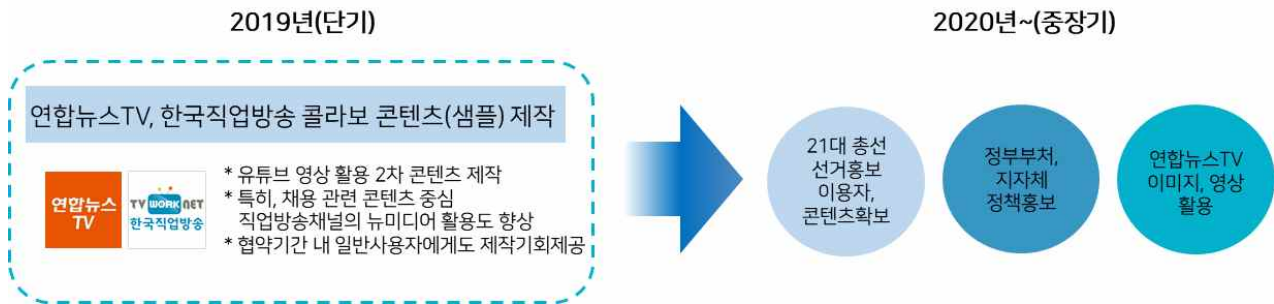 2019년(단기)
연합뉴스TV, 한국직업방송 콜라보 콘텐츠(샘플) 제작
연합뉴스
TV
TV WORK NET
한국직업방송
* 유튜브 영상 활용 2차 콘텐츠 제작
* 특히, 채용 관련 콘텐츠 중심
직업방송채널의 뉴미디어 활용도 향상
* 협약기간 내 일반사용자에게도 제작기회제공
2020년~(중장기)
21대 총선
선거홍보
이용자,
콘텐츠확보
정부부처,
지자체
정책홍보
연합뉴스TV
이미지, 영상
활용